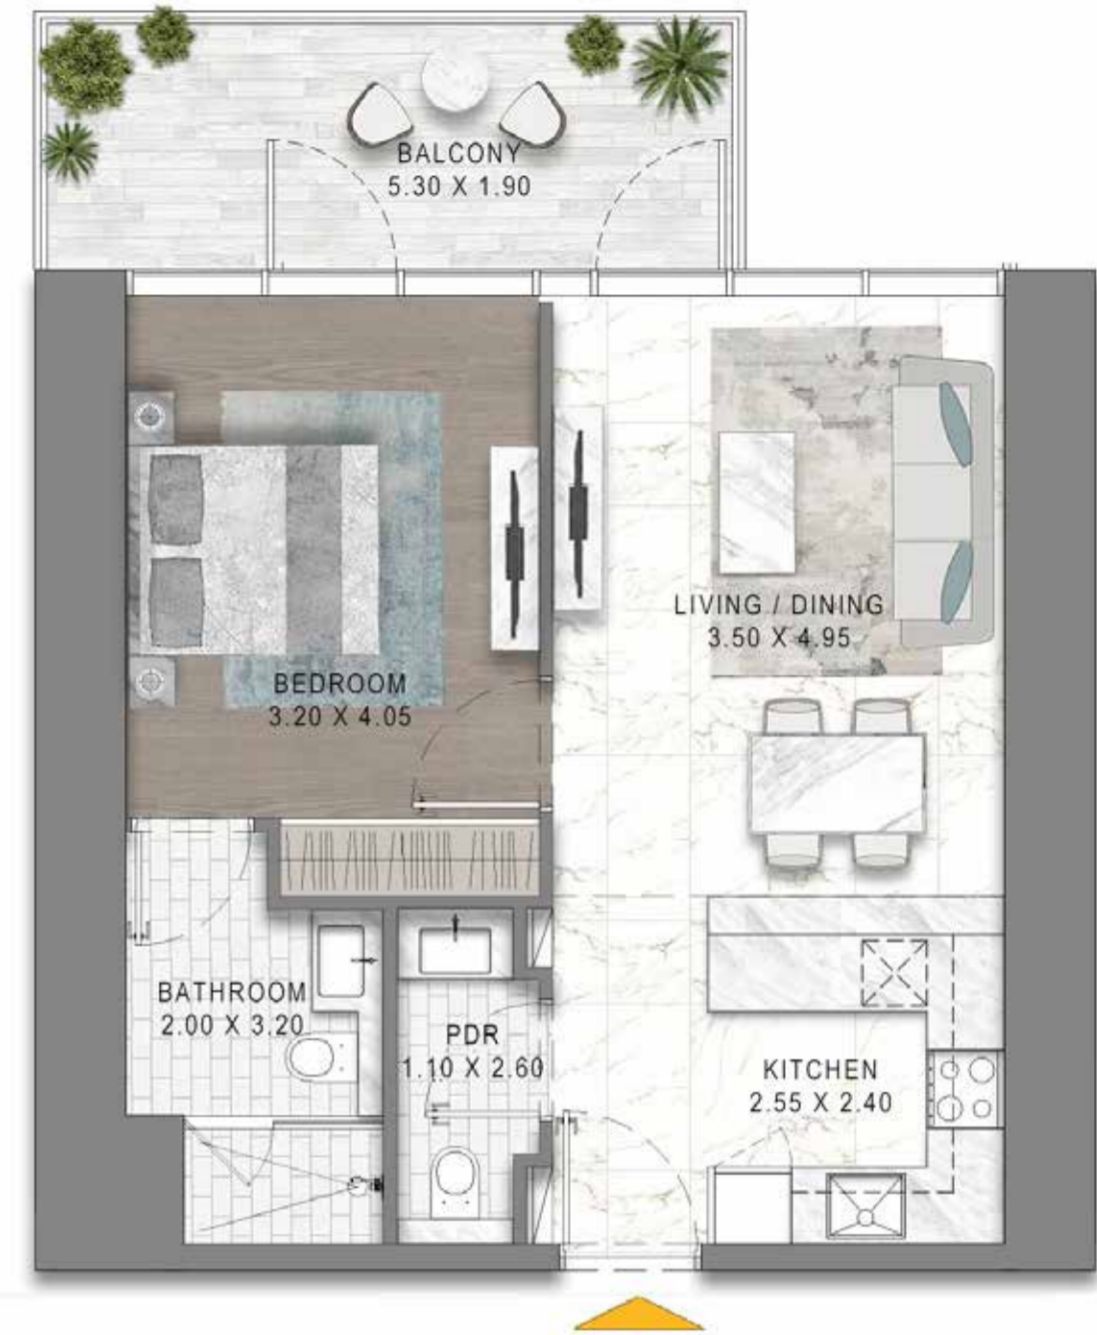 BALCONY
5.30 X 1.90
LIVING / DINING
3.50 X 4.95
BEDROOM
3.20 X 4.05
BATHROOM
2.00 X 3.20
PDR
1.10 X 2.60
KITCHEN
2.55 X 2.40